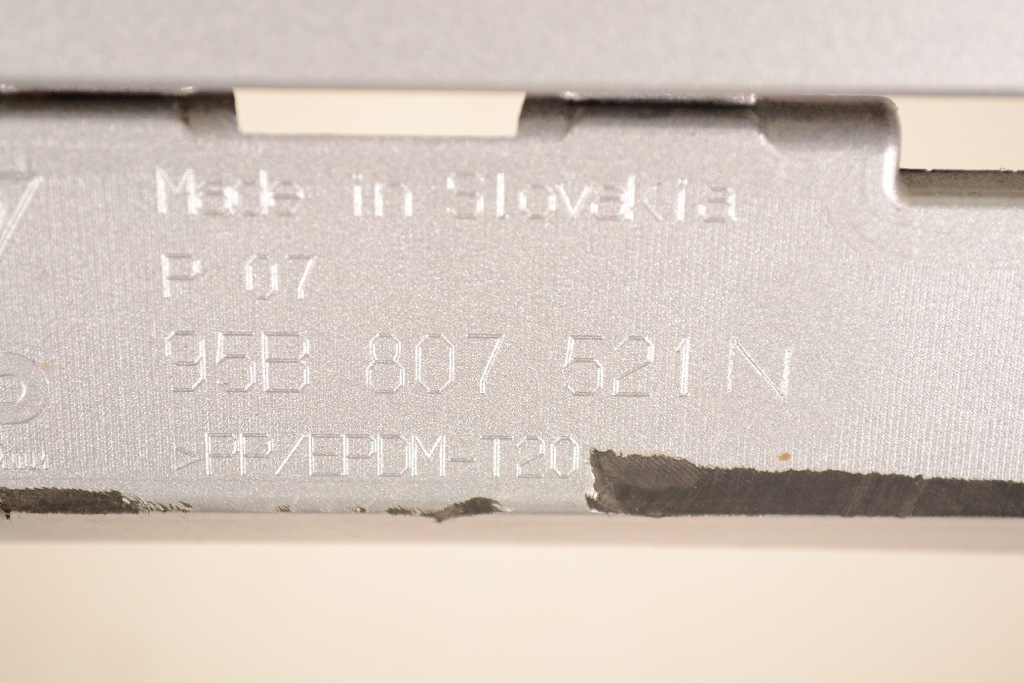 Made in Slovakia
P 07
95B 807 521 N
>PP/EPDM-T20